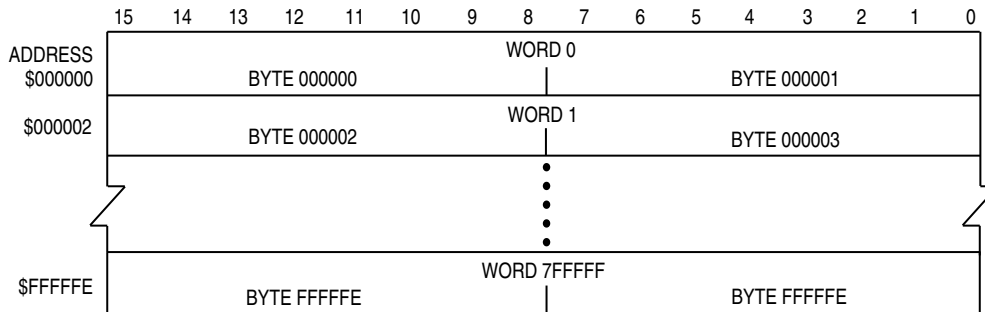 15 14 13 12 11 10 9 8 7 6 5 4 3 2 1 0
WORD 0
ADDRESS
$000000 BYTE 000000 BYTE 000001
WORD 1
$000002 BYTE 000002 BYTE 000003
WORD 7FFFFF
$FFFFFE BYTE FFFFFE BYTE FFFFFE